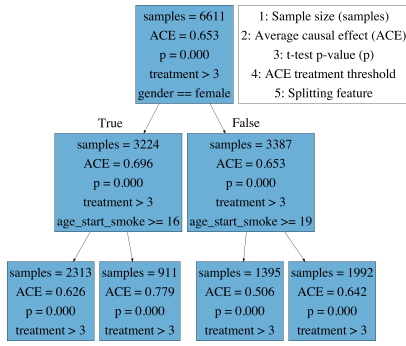 samples = 6611
ACE = 0.653
p = 0.000
treatment > 3
gender == female
1: Sample size (samples)
2: Average causal effect (ACE)
3: t-test p-value (p)
4: ACE treatment threshold
5: Splitting feature
True
False
samples = 3224
ACE = 0.696
p = 0.000
treatment > 3
age_start_smoke >= 16
samples = 3387
ACE = 0.653
p = 0.000
treatment > 3
age_start_smoke >= 19
samples = 2313
ACE = 0.626
p = 0.000
treatment > 3
samples = 911
ACE = 0.779
p = 0.000
treatment > 3
samples = 1395
ACE = 0.506
p = 0.000
treatment > 3
samples = 1992
ACE = 0.642
p = 0.000
treatment > 3